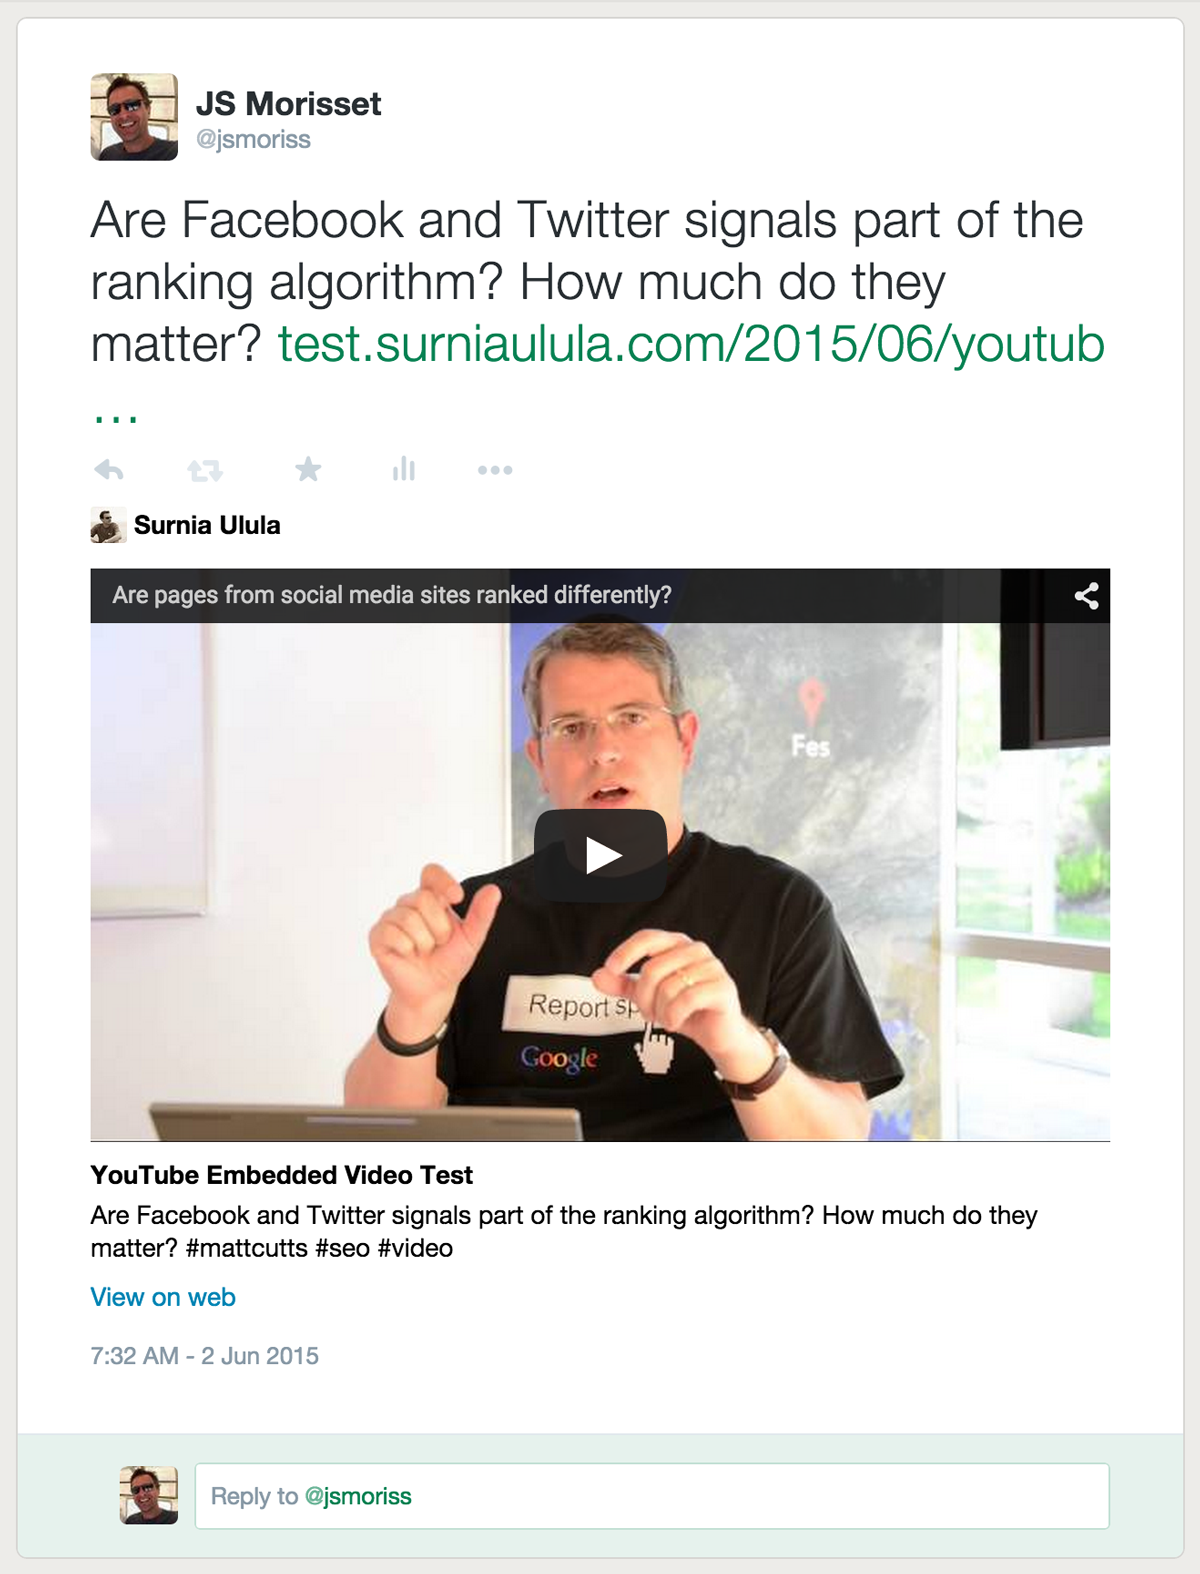 JS Morisset
@jsmoriss
Are Facebook and Twitter signals part of the
ranking algorithm? How much do they
matter? test.surniaulula.com/2015/06/youtub
...
Surnia Ulula
Are pages from social media sites ranked differently?
Fes
Report
Google
YouTube Embedded Video Test
Are Facebook and Twitter signals part of the ranking algorithm? How much do they
matter? #mattcutts #seo #video
View on web
7:32 AM - 2 Jun 2015
Reply to @jsmoriss